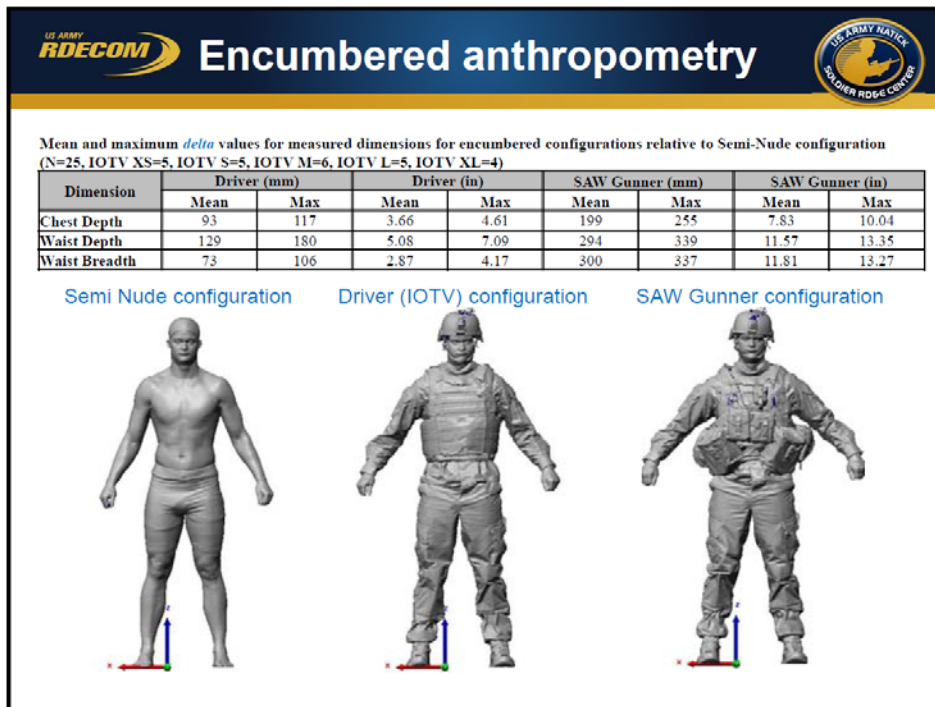 US ARMY
RDECOM
Encumbered anthropometry
US ARMY NATICK
SOLDIER RD&E CENTER
Mean and maximum delta values for measured dimensions for encumbered configurations relative to Semi-Nude configuration
(N=25, IOTV XS=5, IOTV S=5, IOTV M=6, IOTV L=5, IOTV XL=4)
Dimension Driver (mm) Driver (in) SAW Gunner (mm) SAW Gunner (in)
Mean Max Mean Max Mean Max Mean Max
Chest Depth 93 117 3.66 4.61 199 255 7.83 10.04
Waist Depth 129 180 5.08 7.09 294 339 11.57 13.35
Waist Breadth 73 106 2.87 4.17 300 337 11.81 13.27
Semi Nude configuration Driver (IOTV) configuration SAW Gunner configuration
z z z
x x x